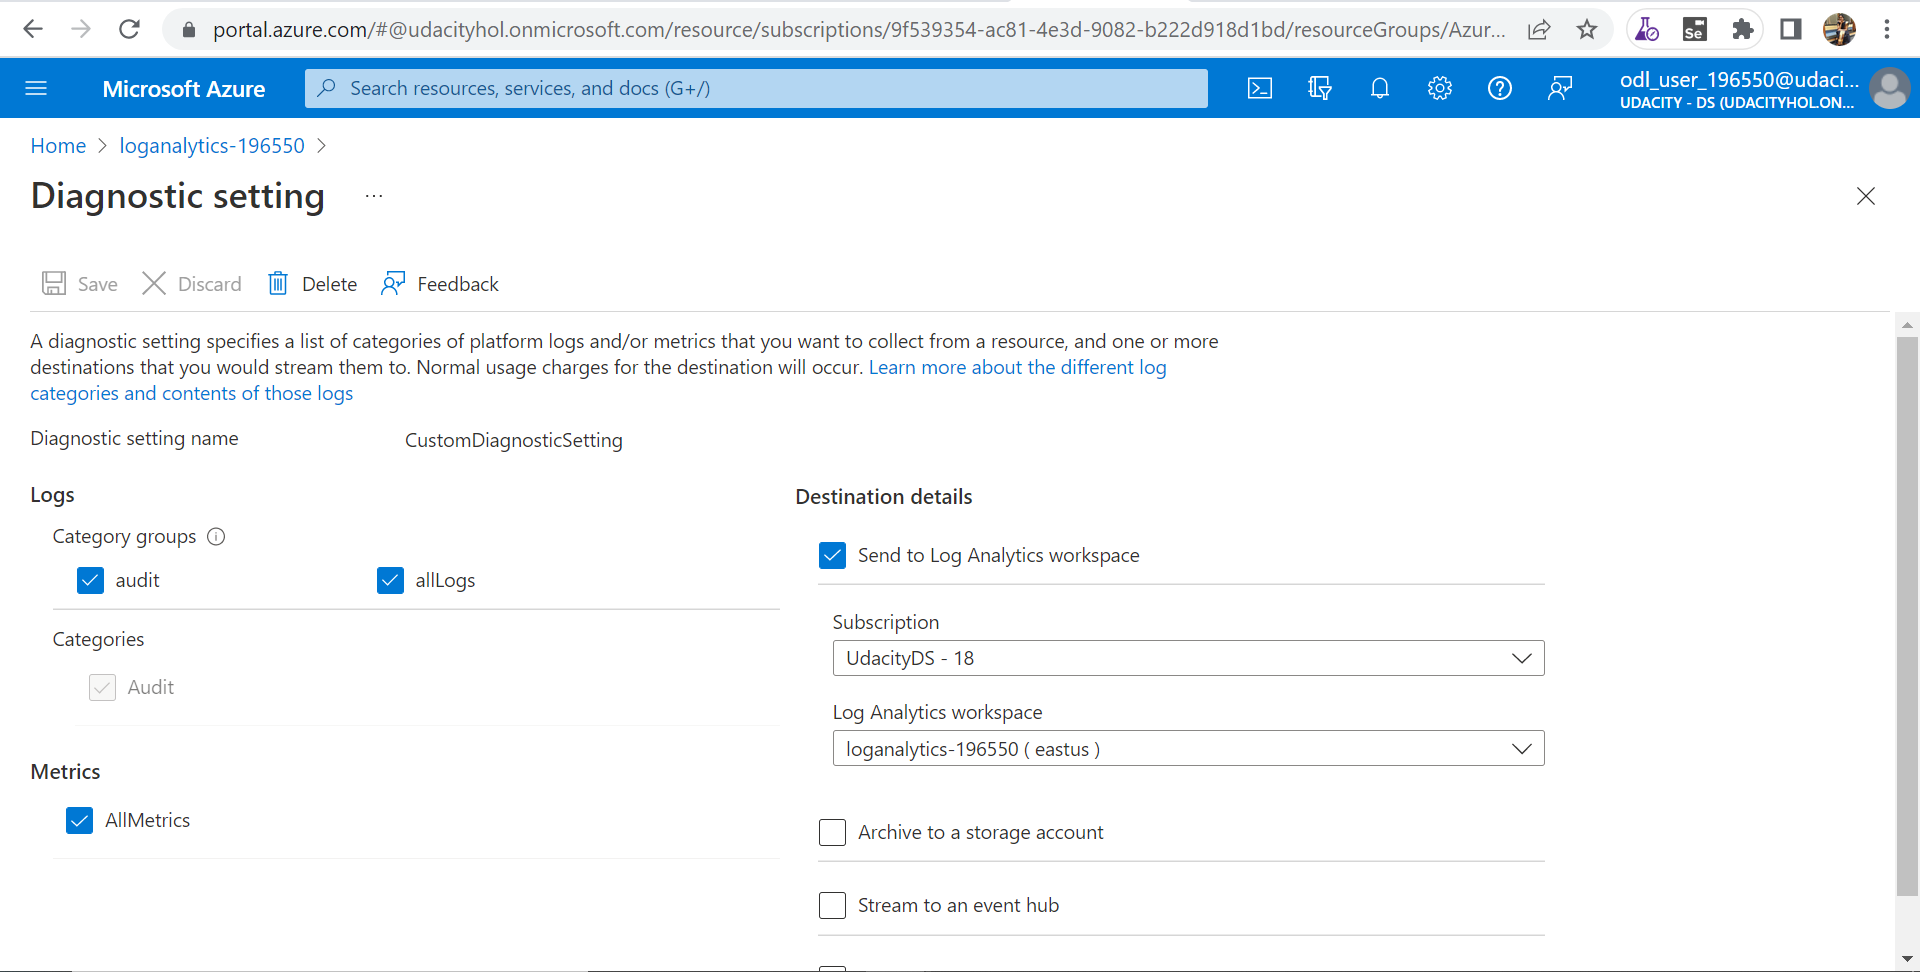 portal.azure.com/#@udacityhol.onmicrosoft.com/resource/subscriptions/9f539354-ac81-4e3d-9082-b222d918d1bd/resourceGroups/Azur...
Se
Microsoft Azure
Search resources, services, and docs (G+/)
odl_user_196550@udaci...
UDACITY - DS (UDACITYHOL.ON...
Home > loganalytics-196550 >
Diagnostic setting ...
Save Discard Delete Feedback
A diagnostic setting specifies a list of categories of platform logs and/or metrics that you want to collect from a resource, and one or more
destinations that you would stream them to. Normal usage charges for the destination will occur. Learn more about the different log
categories and contents of those logs
Diagnostic setting name CustomDiagnosticSetting
Logs
Category groups
audit allLogs
Categories
Audit
Metrics
AllMetrics
Destination details
Send to Log Analytics workspace
Subscription
UdacityDS - 18
Log Analytics workspace
loganalytics-196550 ( eastus )
Archive to a storage account
Stream to an event hub